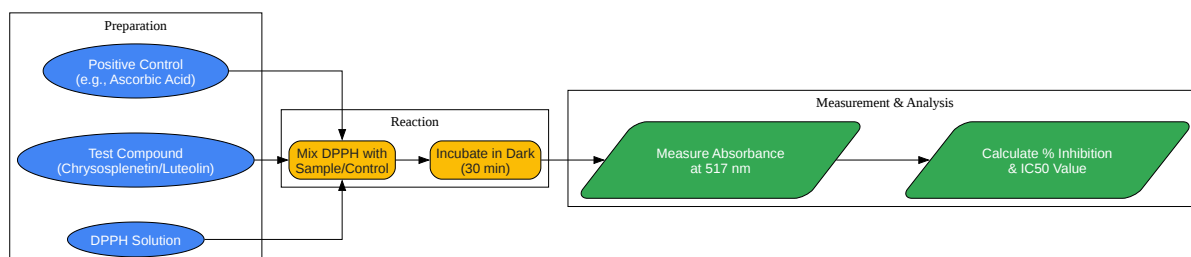 Preparation
Positive Control
(e.g., Ascorbic Acid)
Test Compound
(Chrysosplenetin/Luteolin)
DPPH Solution
Reaction
Mix DPPH with
Sample/Control
Incubate in Dark
(30 min)
Measurement & Analysis
Measure Absorbance
at 517 nm
Calculate % Inhibition
& IC50 Value